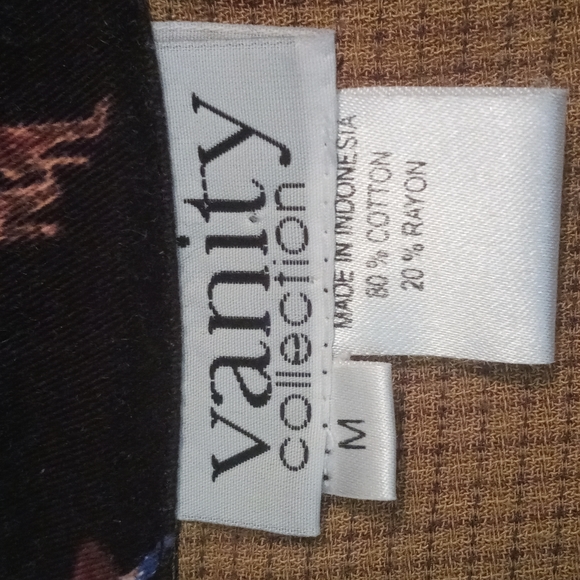 vanity
collection
MADE IN INDONESIA
80 % COTTON
20 % RAYON
M